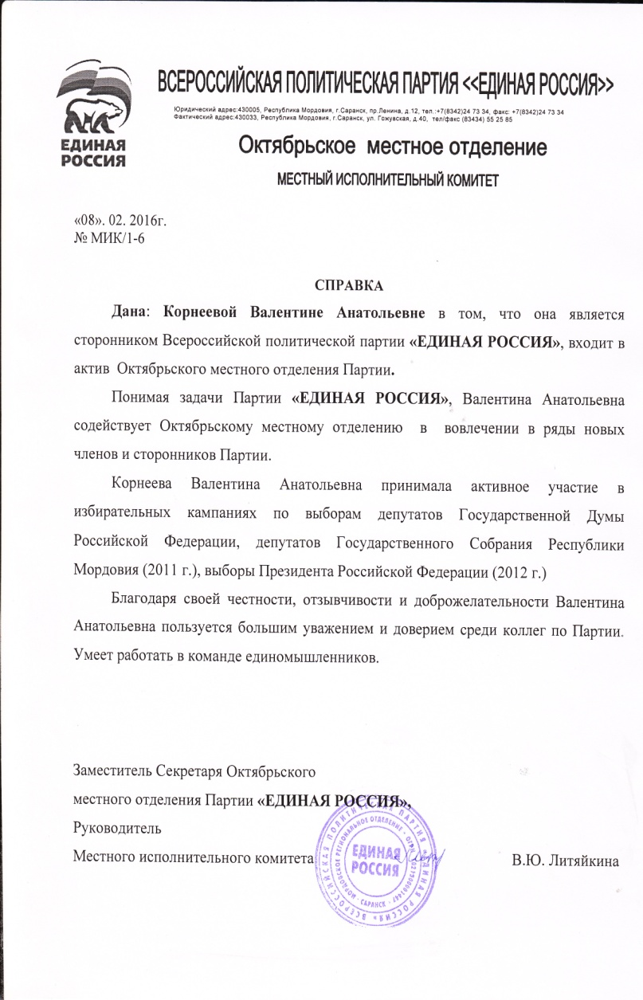 ЕДИНАЯ
РОССИЯ
ВСЕРОССИЙСКАЯ ПОЛИТИЧЕСКАЯ ПАРТИЯ <<ЕДИНАЯ РОССИЯ>>
Юридический адрес:430005, Республика Мордовия, г.Саранск, пр.Ленина, д.12, тел.:+7(8342)24 73 34, факс: +7(8342)24 73 34
Фактический адрес:430033, Республика Мордовия, г.Саранск, ул. Гожувская, д.40, тел/факс (83434) 55 25 85
Октябрьское местное отделение
МЕСТНЫЙ ИСПОЛНИТЕЛЬНЫЙ КОМИТЕТ
«08». 02. 2016г.
№ МИК/1-6
СПРАВКА
Дана: Корнеевой Валентине Анатольевне в том, что она является
сторонником Всероссийской политической партии «ЕДИНАЯ РОССИЯ», входит в
актив Октябрьского местного отделения Партии.
Понимая задачи Партии «ЕДИНАЯ РОССИЯ», Валентина Анатольевна
содействует Октябрьскому местному отделению в вовлечении в ряды новых
членов и сторонников Партии.
Корнеева Валентина Анатольевна принимала активное участие в
избирательных кампаниях по выборам депутатов Государственной Думы
Российской Федерации, депутатов Государственного Собрания Республики
Мордовия (2011 г.), выборы Президента Российской Федерации (2012 г.)
Благодаря своей честности, отзывчивости и доброжелательности Валентина
Анатольевна пользуется большим уважением и доверием среди коллег по Партии.
Умеет работать в команде единомышленников.
Заместитель Секретаря Октябрьского
местного отделения Партии «ЕДИНАЯ РОССИЯ»,
Руководитель
Местного исполнительного комитета
В.Ю. Литяйкина
ВСЕРОССИЙСКАЯ ПОЛИТИЧЕСКАЯ ПАРТИЯ «ЕДИНАЯ РОССИЯ»
МОРДОВСКОЕ РЕГИОНАЛЬНОЕ ОТДЕЛЕНИЕ · ОГРН
· САРАНСК ·
ЕДИНАЯ
РОССИЯ